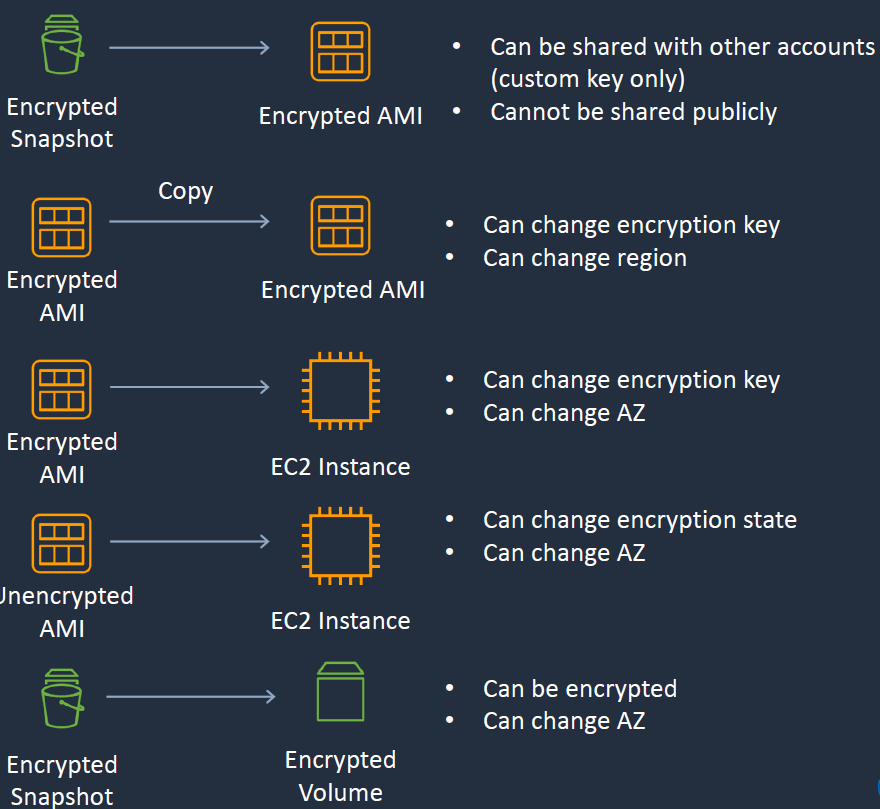 Encrypted
Snapshot
Encrypted AMI
• Can be shared with other accounts
(custom key only)
• Cannot be shared publicly
Copy
Encrypted
AMI
Encrypted AMI
• Can change encryption key
• Can change region
Encrypted
AMI
EC2 Instance
• Can change encryption key
• Can change AZ
Unencrypted
AMI
EC2 Instance
• Can change encryption state
• Can change AZ
Encrypted
Snapshot
Encrypted
Volume
• Can be encrypted
• Can change AZ